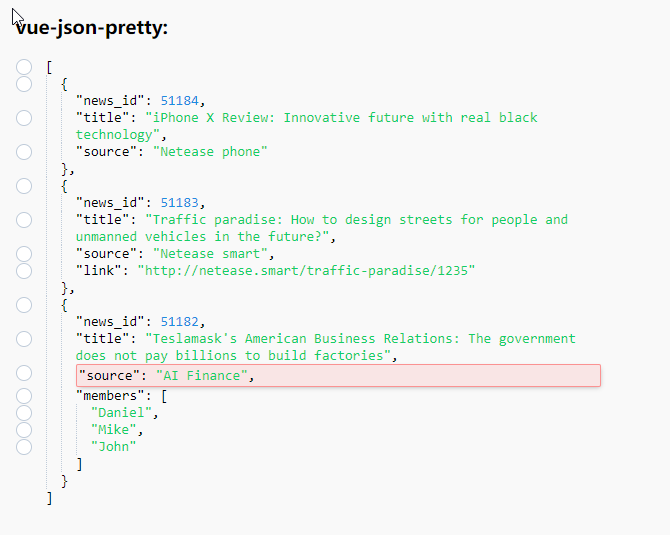 vue-json-pretty:
[
{
"news_id": 51184,
"title": "iPhone X Review: Innovative future with real black
technology",
"source": "Netease phone"
},
{
"news_id": 51183,
"title": "Traffic paradise: How to design streets for people and
unmanned vehicles in the future?",
"source": "Netease smart",
"link": "http://netease.smart/traffic-paradise/1235"
},
{
"news_id": 51182,
"title": "Teslamask's American Business Relations: The government
does not pay billions to build factories",
"source": "AI Finance",
"members": [
"Daniel",
"Mike",
"John"
]
}
]